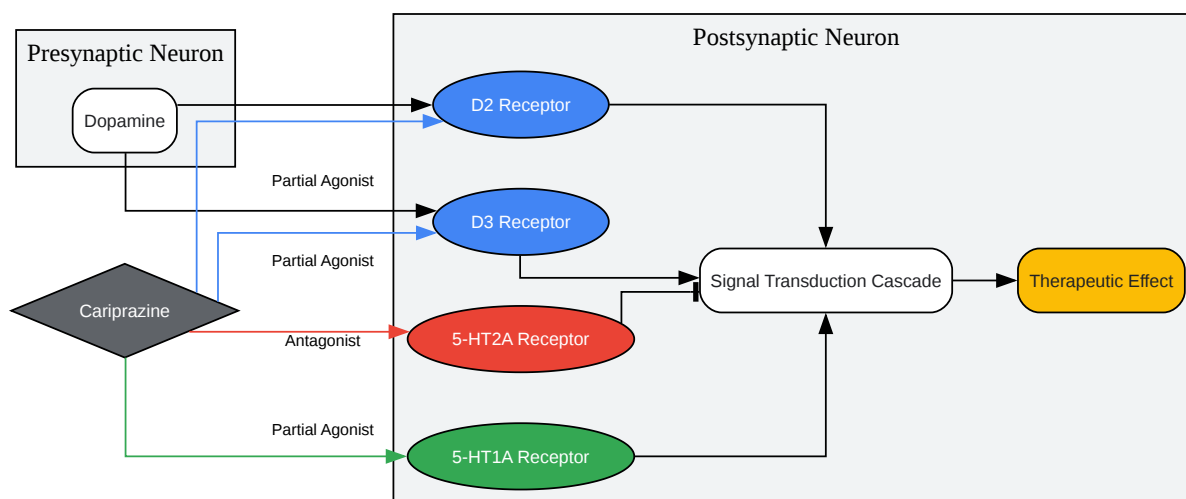 Presynaptic Neuron
Postsynaptic Neuron
Dopamine
D2 Receptor
Partial Agonist
D3 Receptor
Partial Agonist
Signal Transduction Cascade
Therapeutic Effect
Cariprazine
Antagonist
5-HT2A Receptor
Partial Agonist
5-HT1A Receptor